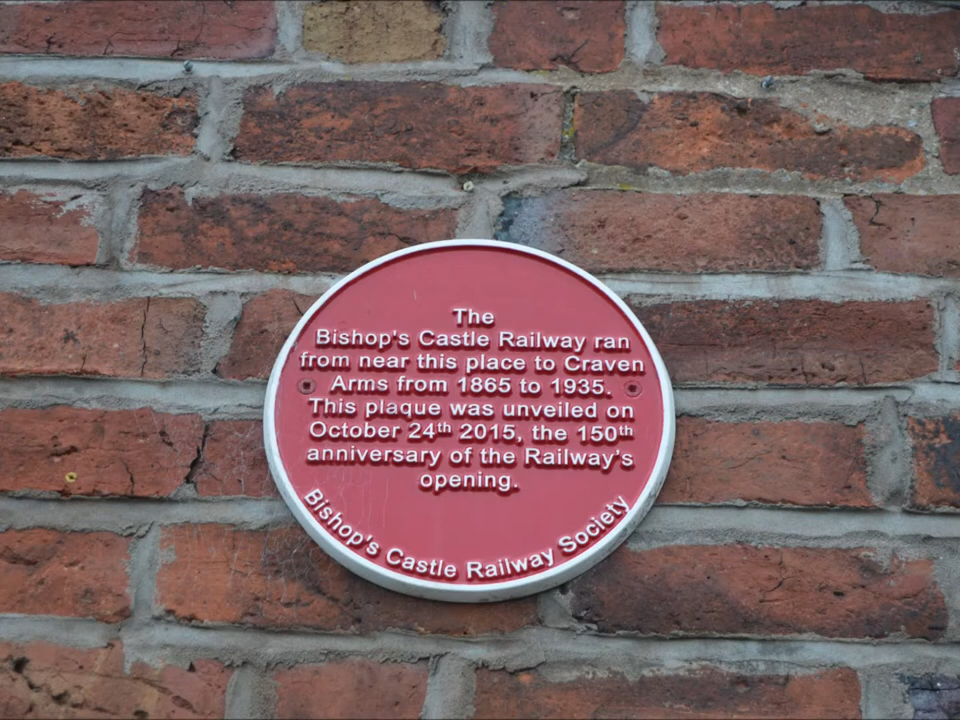 The
Bishop's Castle Railway ran
from near this place to Craven
Arms from 1865 to 1935.
This plaque was unveiled on
October 24th 2015, the 150th
anniversary of the Railway's
opening.
Bishop's Castle Railway Society